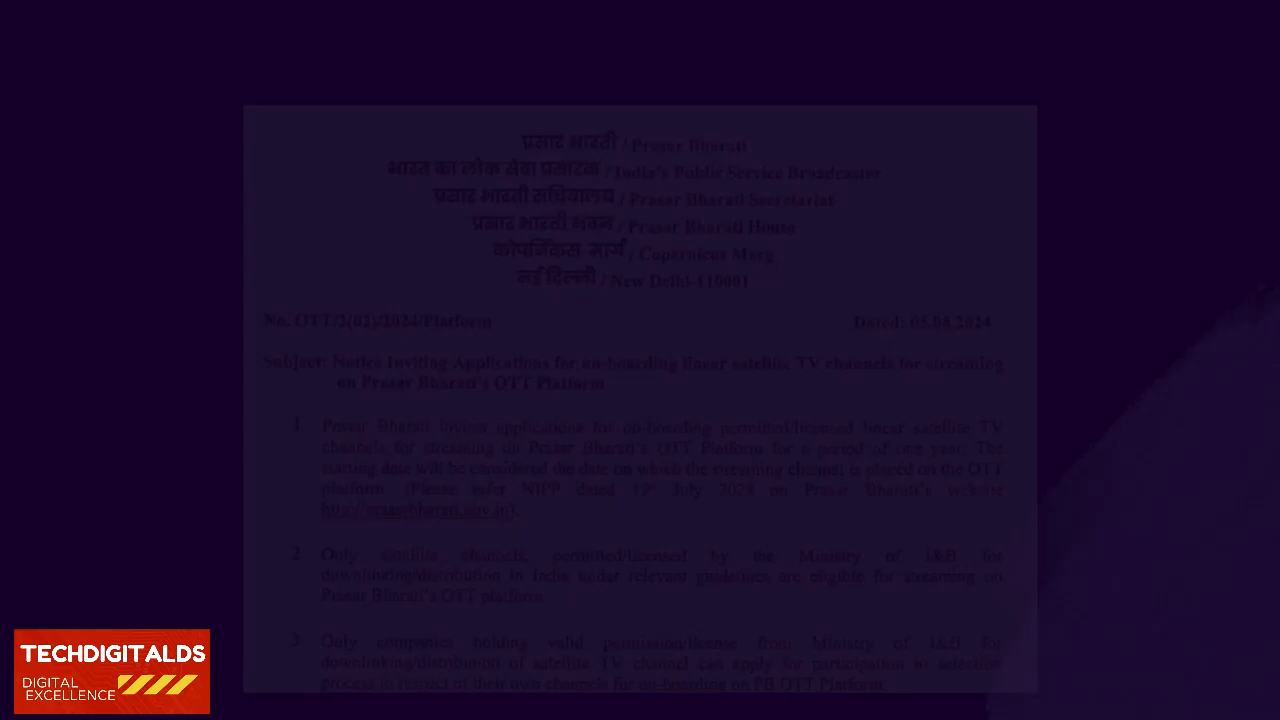 प्रसार भारती / Prasar Bharati
भारत का लोक सेवा प्रसारक / India's Public Service Broadcaster
प्रसार भारती सचिवालय / Prasar Bharati Secretariat
प्रसार भारती भवन / Prasar Bharati House
कोपर्निकस मार्ग / Copernicus Marg
नई दिल्ली / New Delhi-110001
No. OTT/2(02)/2024/Platform Dated: 05.08.2024
Subject: Notice Inviting Applications for on-boarding linear satellite TV channels for streaming
on Prasar Bharati's OTT Platform
1 Prasar Bharati invites applications for on-boarding permitted/licensed linear satellite TV
channels for streaming on Prasar Bharati's OTT Platform for a period of one year. The
starting date will be considered the date on which the streaming channel is placed on the OTT
platform. (Please refer NIPP dated July on Prasar Bharati's website
http://prasarbharati.gov.in).
2 Only satellite channels, permitted/licensed by the Ministry of I&B for
downlinking/distribution in India under relevant guidelines are eligible for streaming on
Prasar Bharati's OTT platform.
3 Only companies holding valid permission/license from Ministry of I&B for
downlinking/distribution of satellite TV channel can apply for participation in selection
process in respect of their own channels for on-boarding on PB OTT Platform.
TECHDIGITALDS
DIGITAL
EXCELLENCE